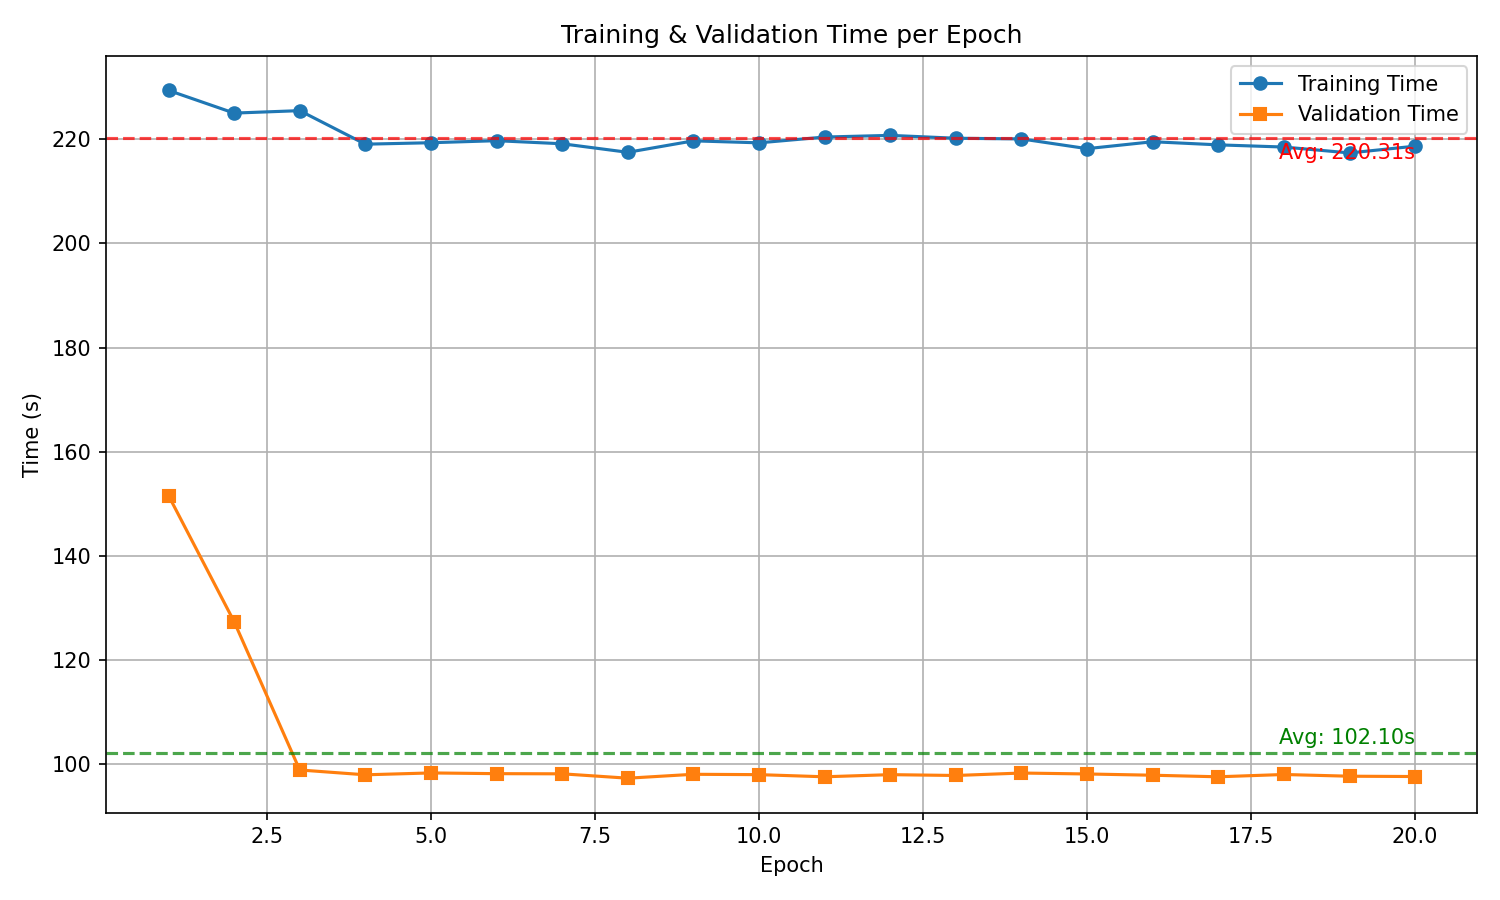 Training & Validation Time per Epoch
Training Time
Validation Time
220
Avg: 220.31s
200
180
160
Time (s)
140
120
Avg: 102.10s
100
2.5 5.0 7.5 10.0 12.5 15.0 17.5 20.0
Epoch